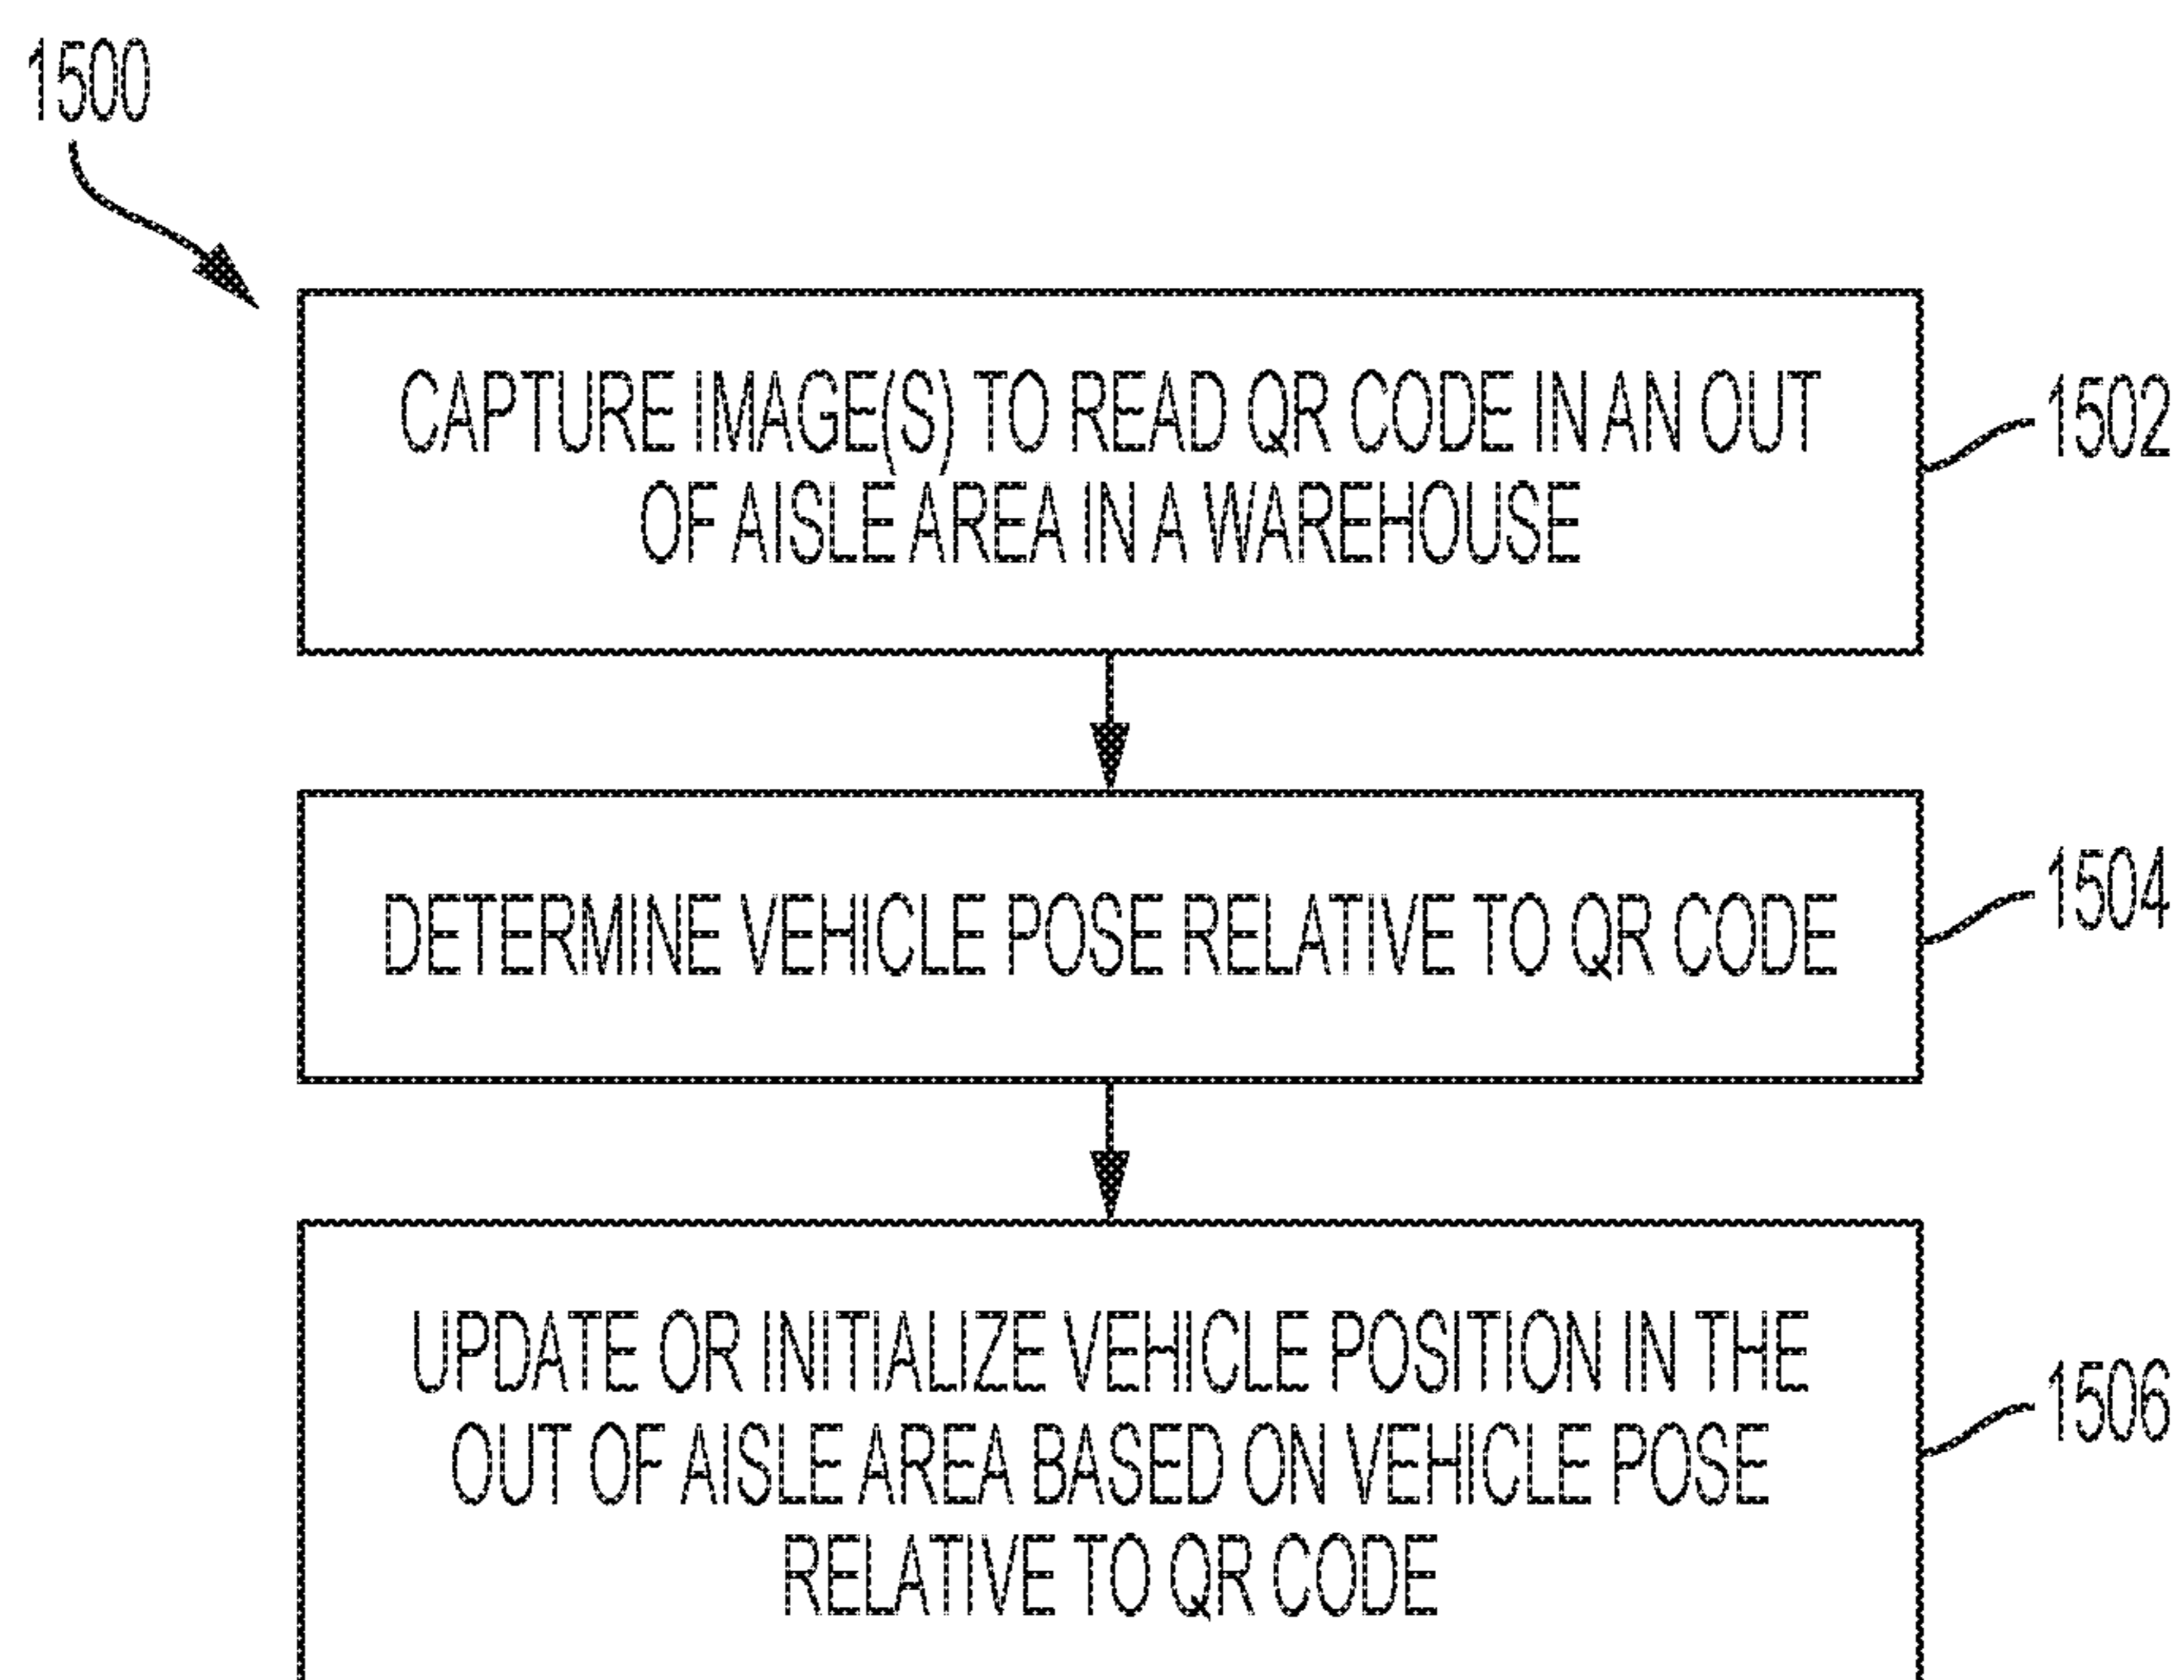 1500
CAPTURE IMAGE(S) TO READ QR CODE IN AN OUT
OF AISLE AREA IN A WAREHOUSE
1502
DETERMINE VEHICLE POSE RELATIVE TO QR CODE
1504
UPDATE OR INITIALIZE VEHICLE POSITION IN THE
OUT OF AISLE AREA BASED ON VEHICLE POSE
RELATIVE TO QR CODE
1506